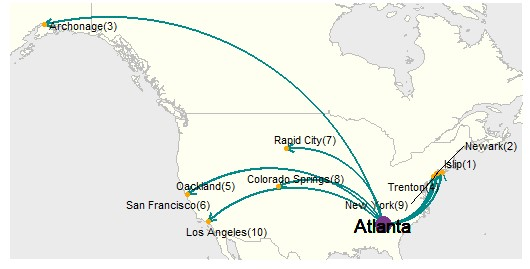 Archonage(3)
Rapid City(7)
Newark(2)
Islip(1)
Colorado Springs(8)
Oackland(5)
Trenton(4)
San Francisco(6)
New York(9)
Atlanta
Los Angeles(10)